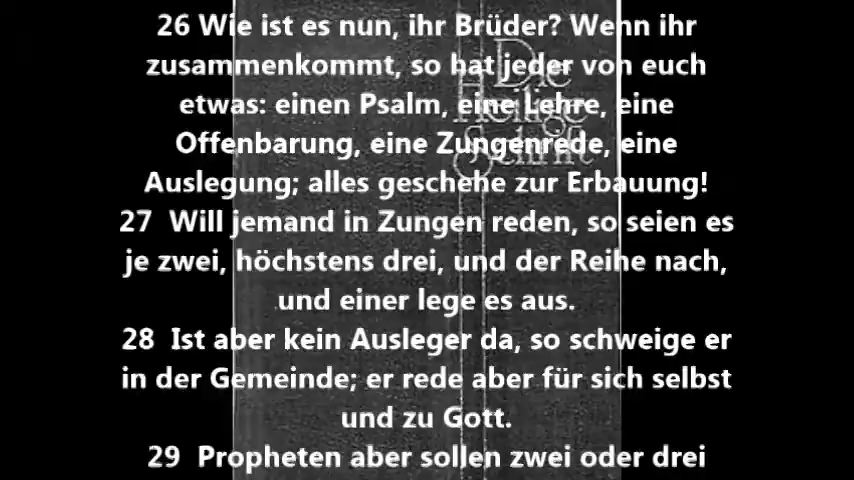 26 Wie ist es nun, ihr Brüder? Wenn ihr
zusammenkommt, so hat jeder von euch
etwas: einen Psalm, eine Lehre, eine
Offenbarung, eine Zungenrede, eine
Auslegung; alles geschehe zur Erbauung!
27 Will jemand in Zungen reden, so seien es
je zwei, höchstens drei, und der Reihe nach,
und einer lege es aus.
28 Ist aber kein Ausleger da, so schweige er
in der Gemeinde; er rede aber für sich selbst
und zu Gott.
29 Propheten aber sollen zwei oder drei
Die
Heilige
Schrift